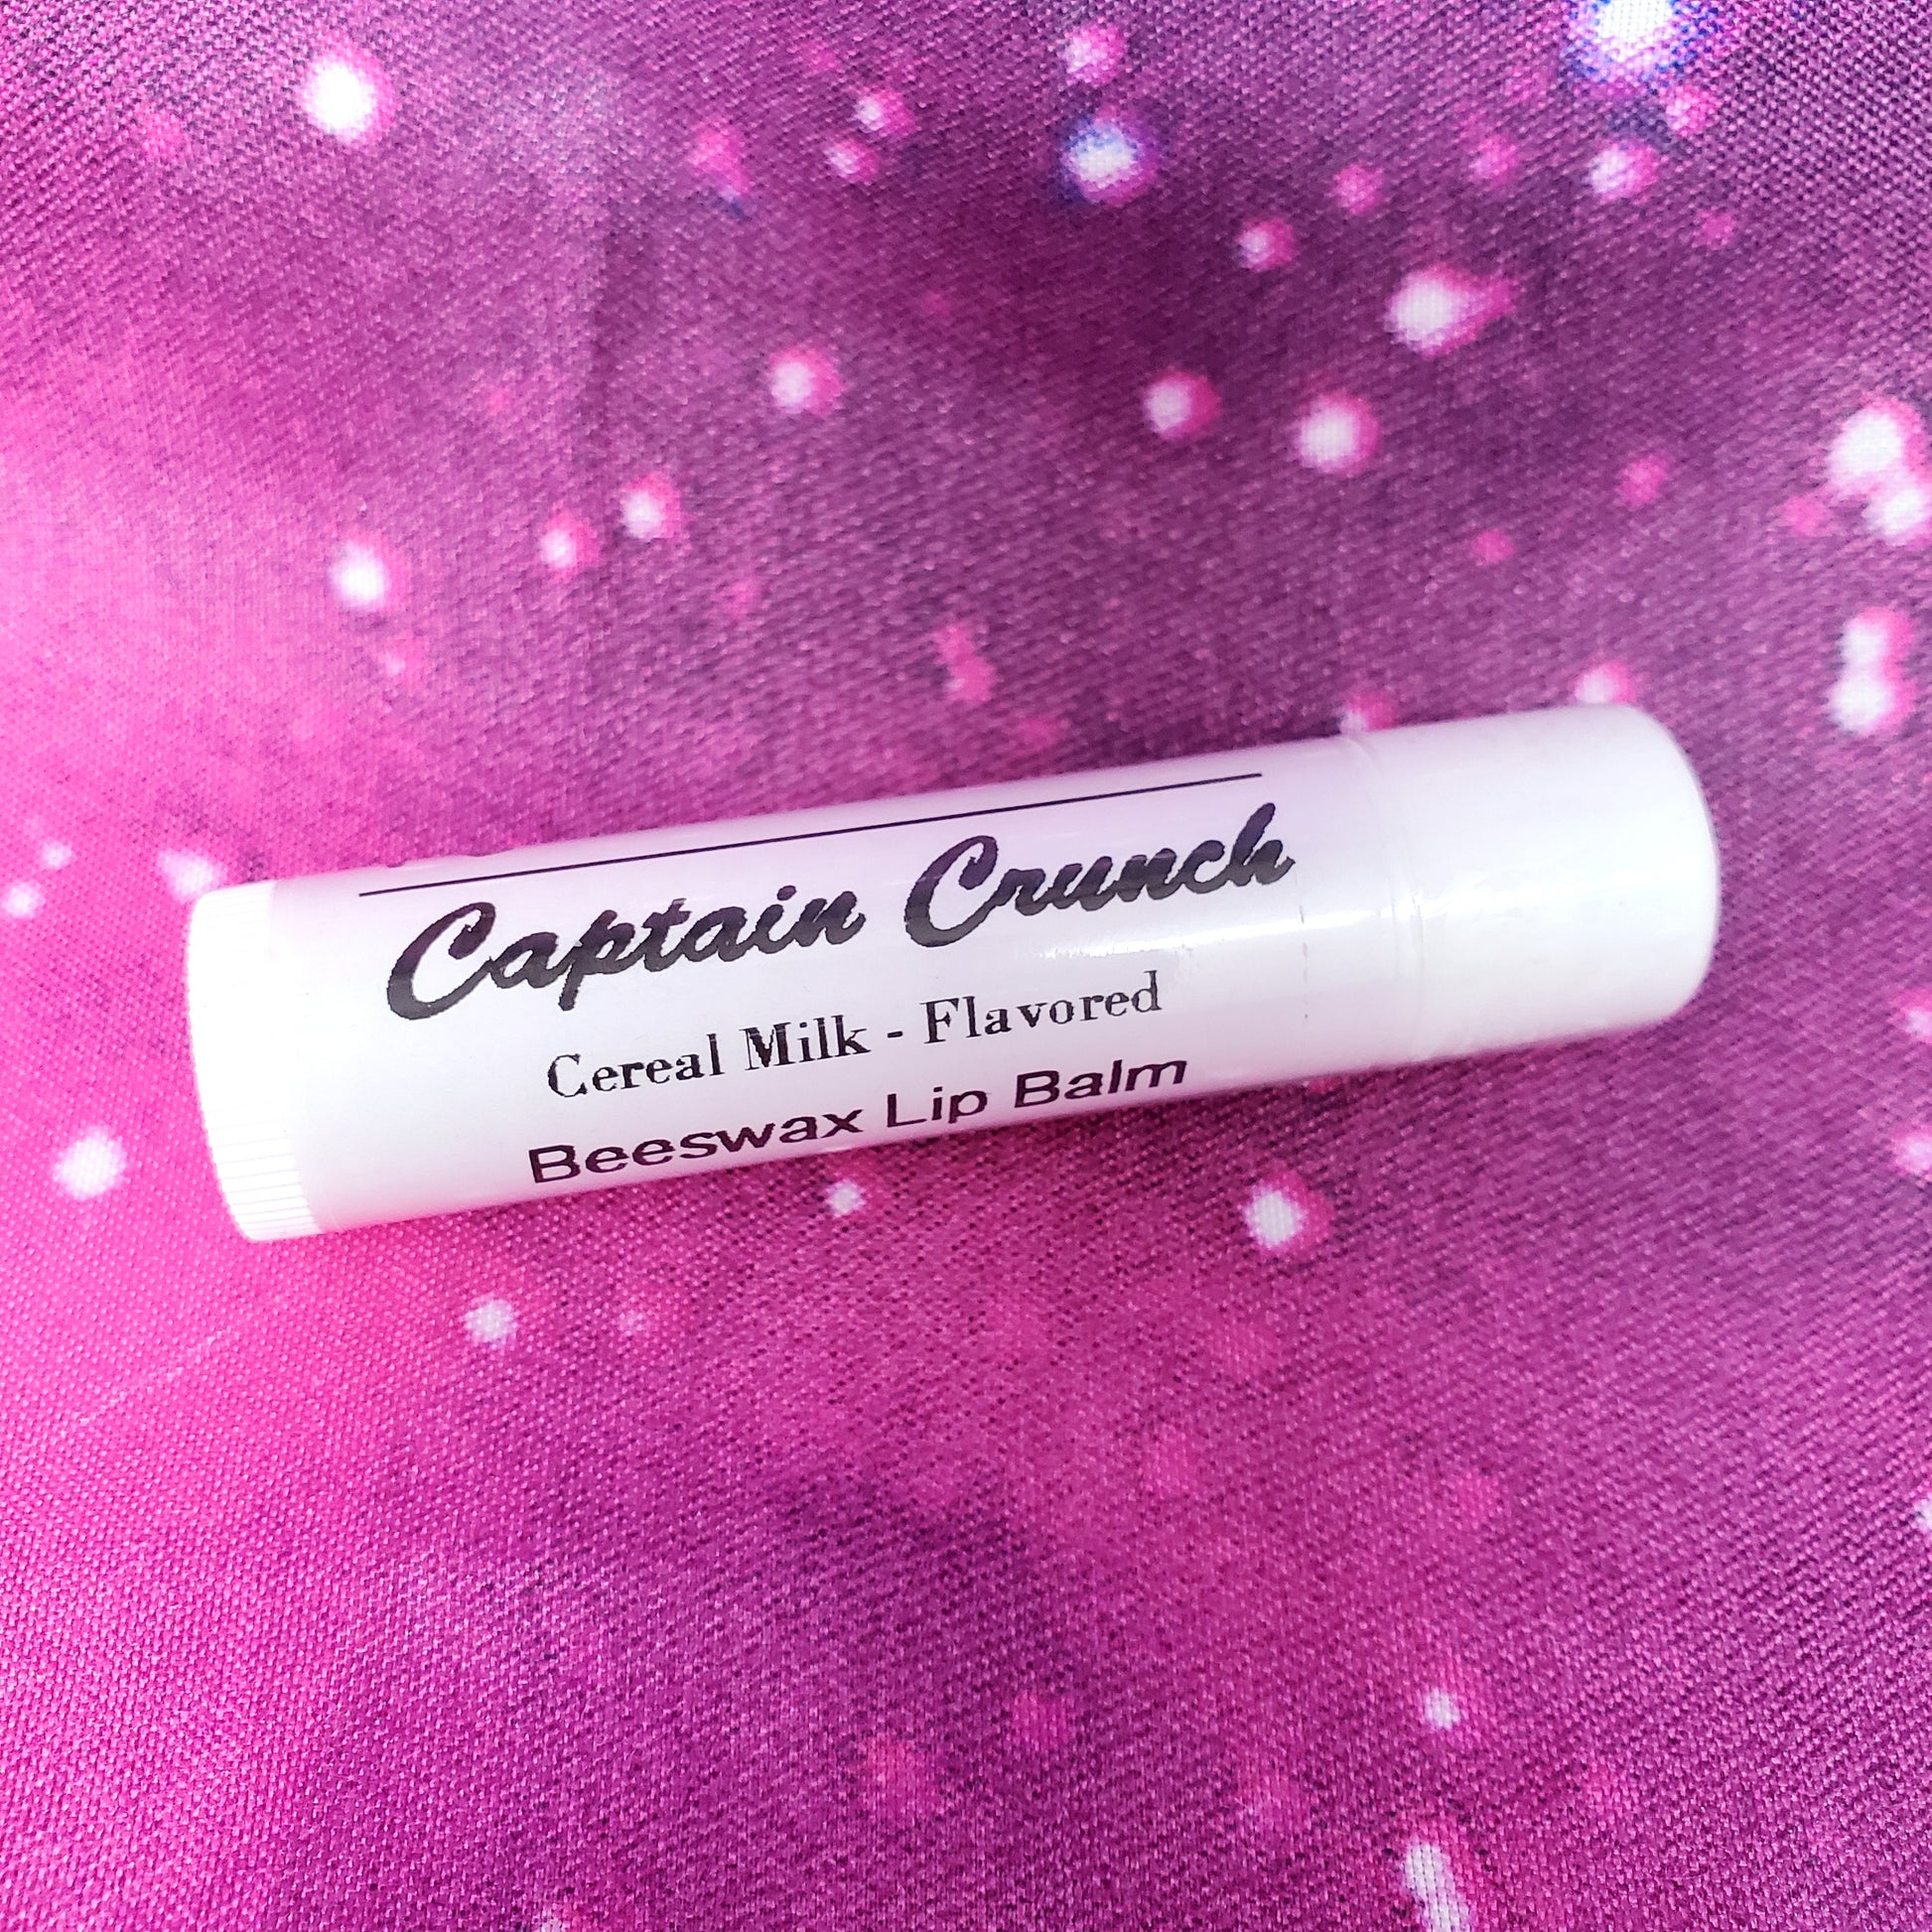 Captain Crunch
Cereal Milk - Flavored
Beeswax Lip Balm